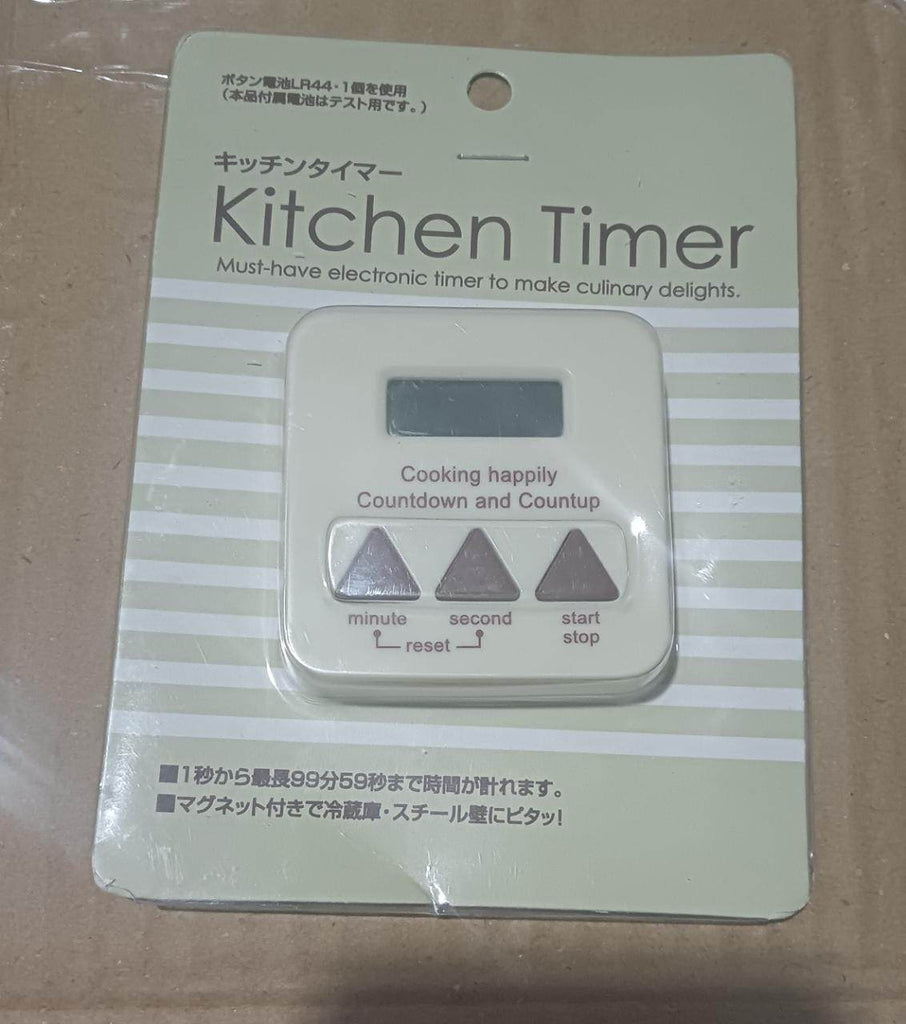 ボタン電池LR44・1個を使用
(本品付属電池はテスト用です。)
キッチンタイマー
Kitchen Timer
Must-have electronic timer to make culinary delights.
Cooking happily
Countdown and Countup
minute second start
stop
reset
■1秒から最長99分59秒まで時間が計れます。
■マグネット付きで冷蔵庫・スチール壁にピタッ!